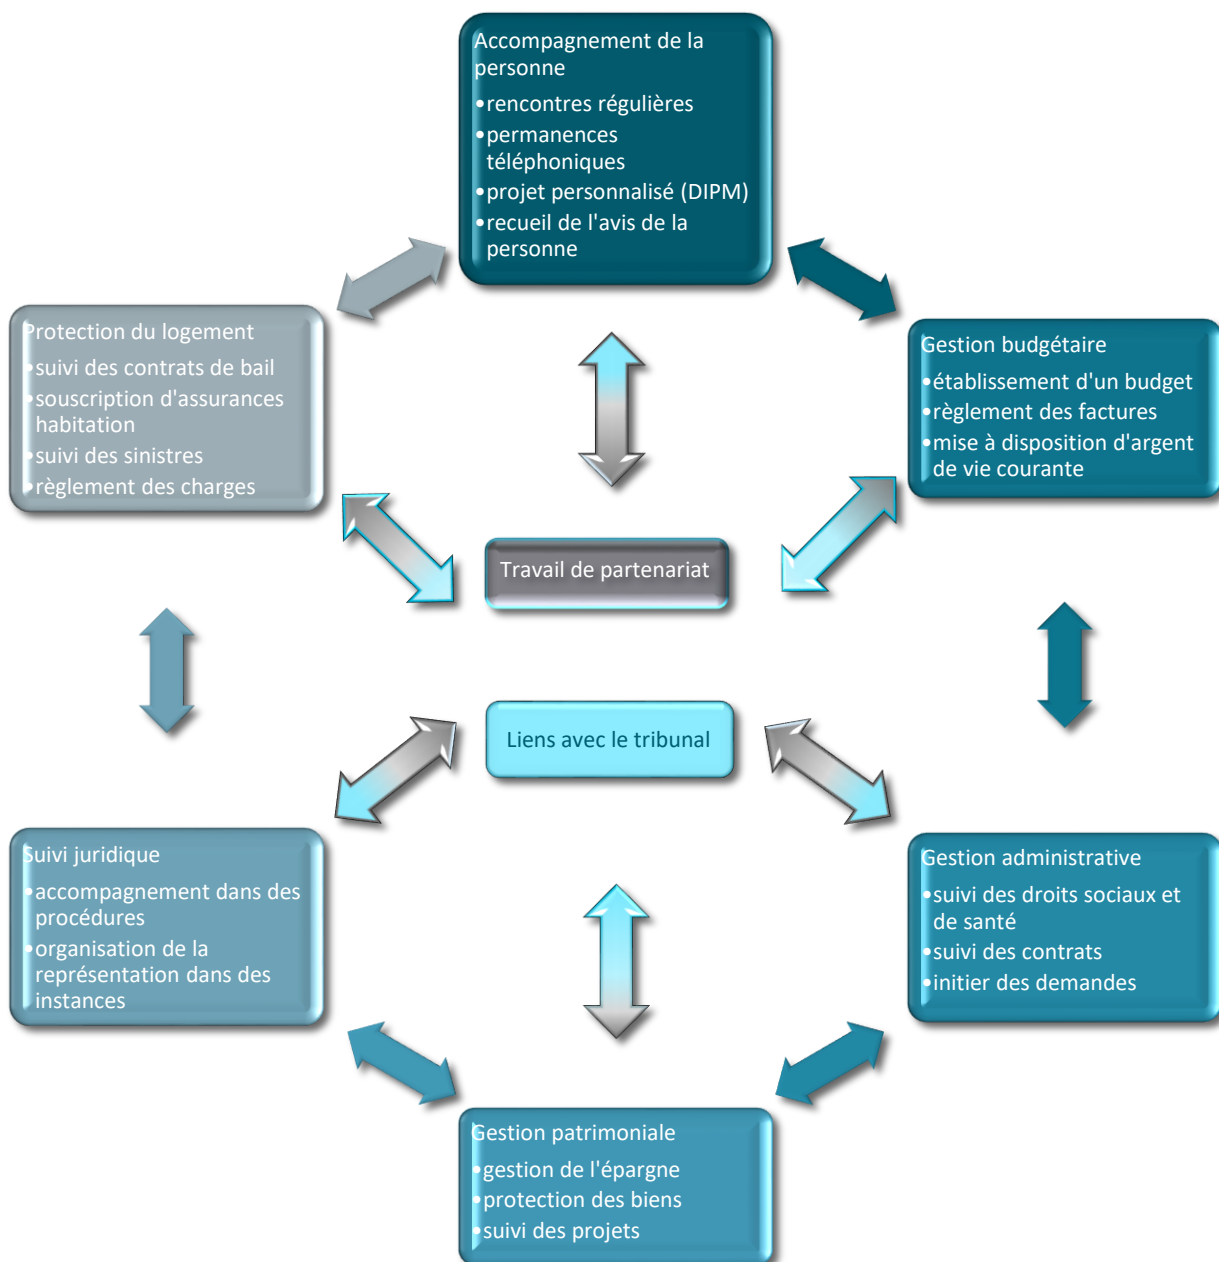 Accompagnement de la
personne
•rencontres régulières
•permanences
téléphoniques
•projet personnalisé (DIPM)
•recueil de l'avis de la
personne
Protection du logement
•suivi des contrats de bail
•souscription d'assurances
habitation
•suivi des sinistres
•règlement des charges
Gestion budgétaire
•établissement d'un budget
•règlement des factures
•mise à disposition d'argent
de vie courante
Travail de partenariat
Liens avec le tribunal
Suivi juridique
•accompagnement dans des
procédures
•organisation de la
représentation dans des
instances
Gestion administrative
•suivi des droits sociaux et
de santé
•suivi des contrats
•initier des demandes
Gestion patrimoniale
•gestion de l'épargne
•protection des biens
•suivi des projets